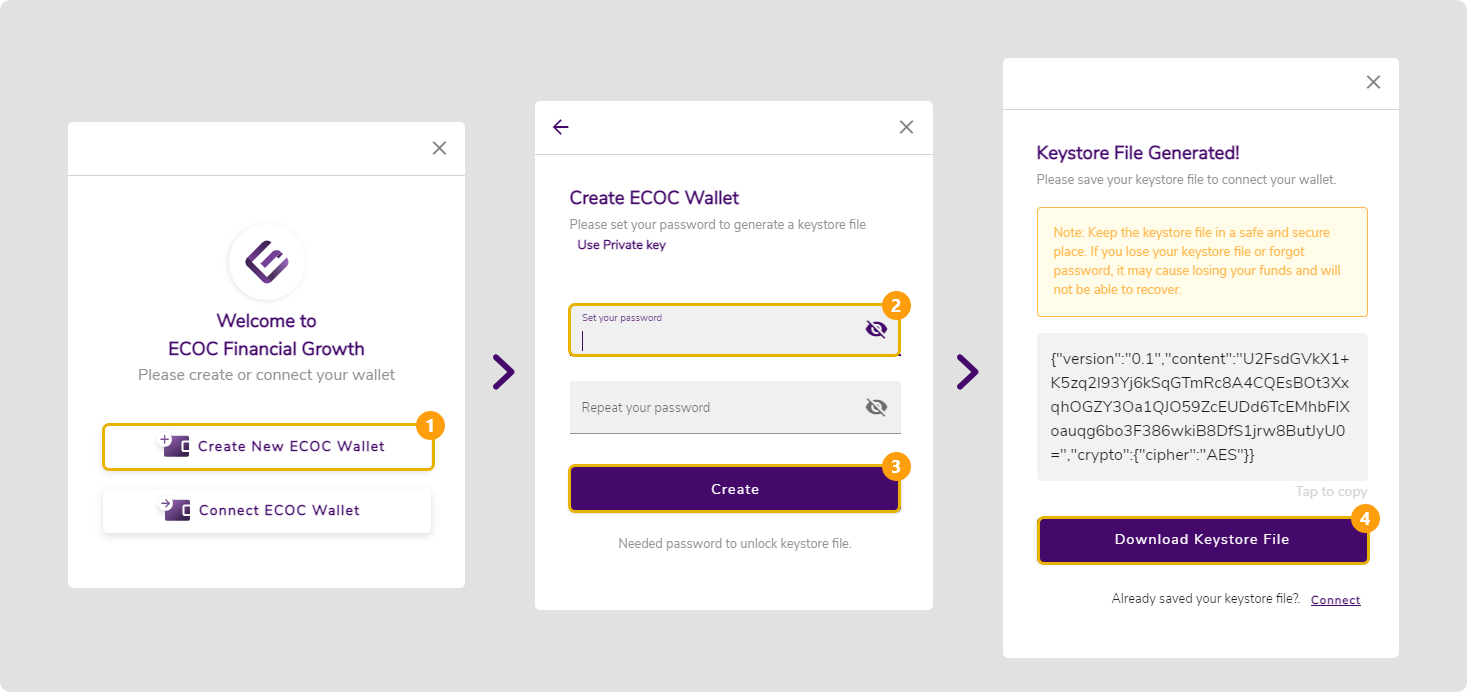 Welcome to
ECOC Financial Growth
Please create or connect your wallet
1
Create New ECOC Wallet
Connect ECOC Wallet
Create ECOC Wallet
Please set your password to generate a keystore file
Use Private key
2
Set your password
Repeat your password
3
Create
Needed password to unlock keystore file.
Keystore File Generated!
Please save your keystore file to connect your wallet.
Note: Keep the keystore file in a safe and secure
place. If you lose your keystore file or forgot
password, it may cause losing your funds and will
not be able to recover.
{"version":"0.1","content":"U2FsdGVkX1+
K5zq2I93Yj6kSqGTmRc8A4CQEsBOt3Xx
qhOGZY3Oa1QJO59ZcEUDd6TcEMhbFIX
oauqg6bo3F386wkiB8DfS1jrw8ButJyU0
=","crypto":{"cipher":"AES"}}
Tap to copy
4
Download Keystore File
Already saved your keystore file?. Connect